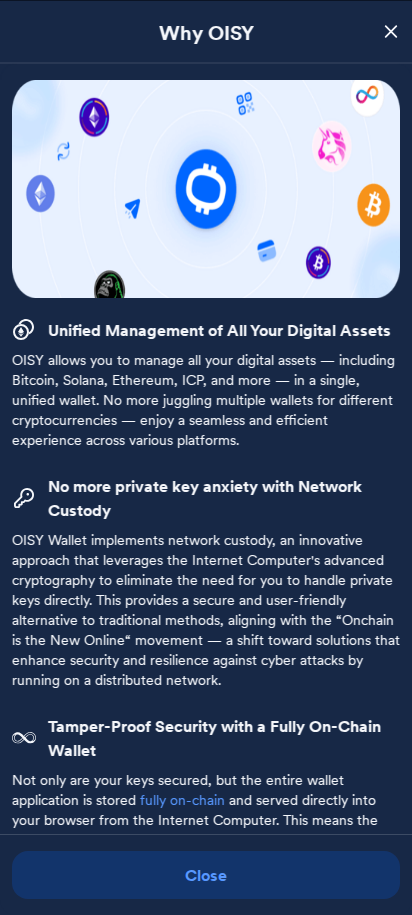 Why OISY
Unified Management of All Your Digital Assets
OISY allows you to manage all your digital assets — including
Bitcoin, Solana, Ethereum, ICP, and more — in a single,
unified wallet. No more juggling multiple wallets for different
cryptocurrencies — enjoy a seamless and efficient
experience across various platforms.
No more private key anxiety with Network
Custody
OISY Wallet implements network custody, an innovative
approach that leverages the Internet Computer's advanced
cryptography to eliminate the need for you to handle private
keys directly. This provides a secure and user-friendly
alternative to traditional methods, aligning with the “Onchain
is the New Online“ movement — a shift toward solutions that
enhance security and resilience against cyber attacks by
running on a distributed network.
Tamper-Proof Security with a Fully On-Chain
Wallet
Not only are your keys secured, but the entire wallet
application is stored fully on-chain and served directly into
your browser from the Internet Computer. This means the
Close